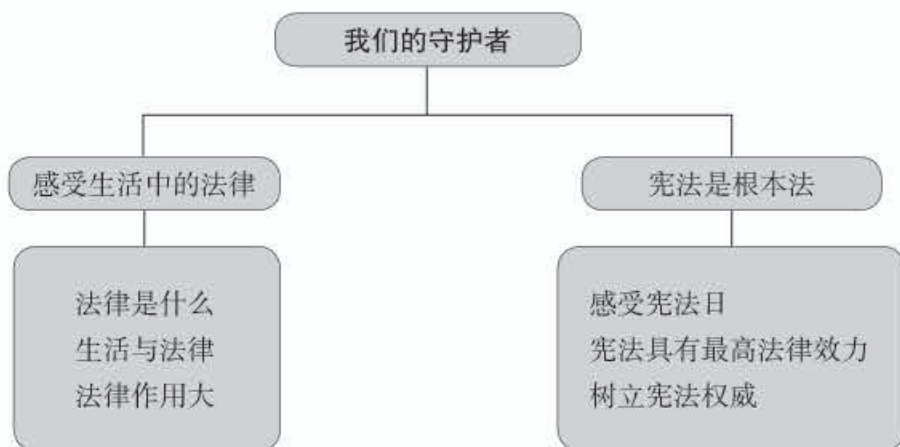 我们的守护者
感受生活中的法律
宪法是根本法
法律是什么
生活与法律
法律作用大
感受宪法日
宪法具有最高法律效力
树立宪法权威